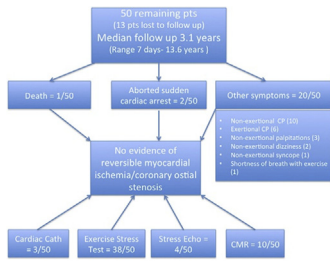 50 remaining pts
(13 pts lost to follow up)
Median follow up 3.1 years
(Range 7 days- 13.6 years )
Death = 1/50
Aborted sudden
cardiac arrest = 2/50
Other symptoms = 20/50
• Non-exertional CP (10)
• Exertional CP (6)
• Non-exertional palpitations (3)
• Non-exertional dizziness (2)
• Non-exertional syncope (1)
• Shortness of breath with exercise
(1)
No evidence of
reversible myocardial
ischemia/coronary ostial
stenosis
Cardiac Cath
= 3/50
Exercise Stress
Test = 38/50
Stress Echo =
4/50
CMR = 10/50